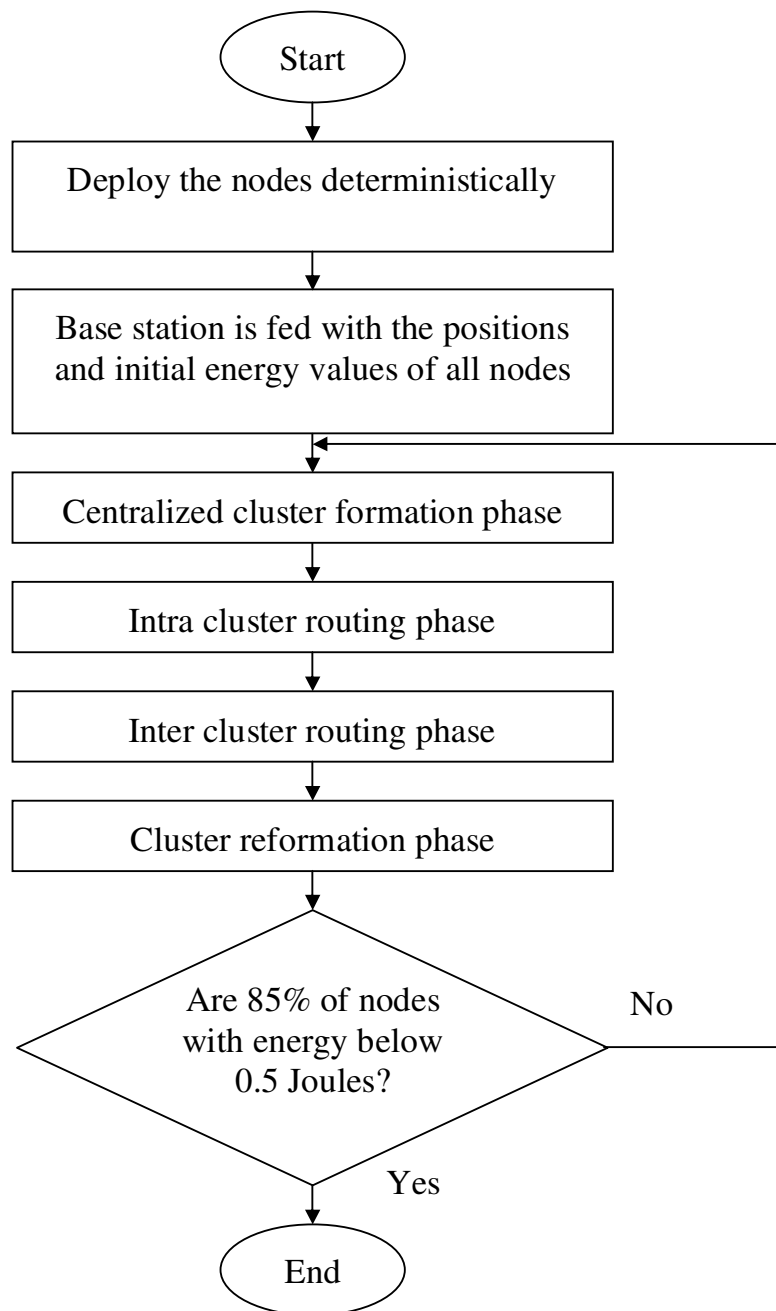 Start
Deploy the nodes deterministically
Base station is fed with the positions
and initial energy values of all nodes
Centralized cluster formation phase
Intra cluster routing phase
Inter cluster routing phase
Cluster reformation phase
Are 85% of nodes
with energy below
0.5 Joules?
No
Yes
End